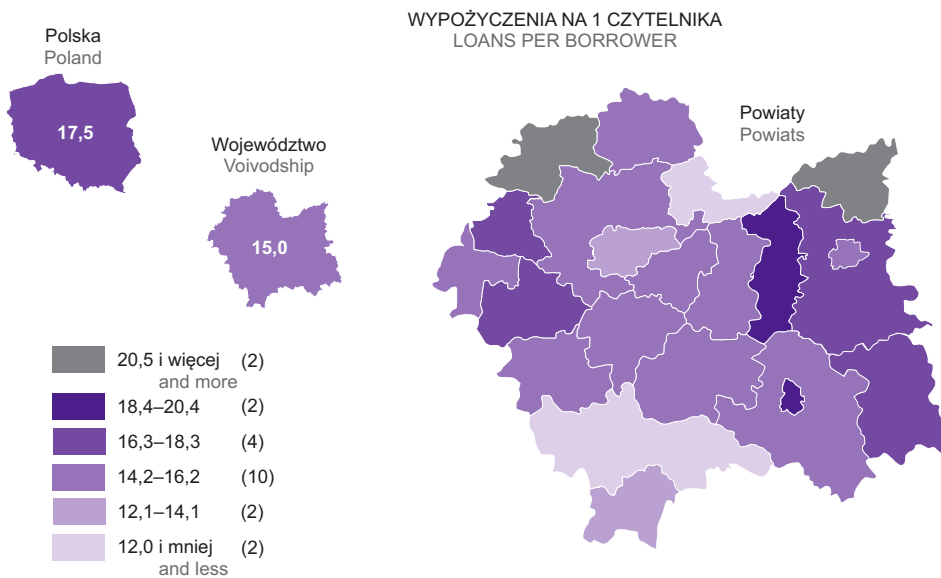 WYPOŻYCZENIA NA 1 CZYTELNIKA
LOANS PER BORROWER
Polska
Poland
17,5
Województwo
Voivodship
15,0
Powiaty
Powiats
20,5 i więcej (2)
and more
18,4–20,4 (2)
16,3–18,3 (4)
14,2–16,2 (10)
12,1–14,1 (2)
12,0 i mniej (2)
and less